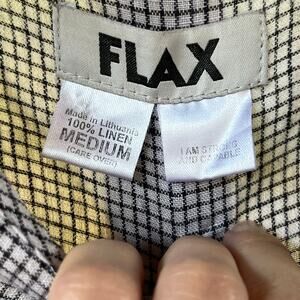 FLAX
Made in Lithuania
100% LINEN
MEDIUM
(CARE OVER)
I AM STRONG
AND CAPABLE